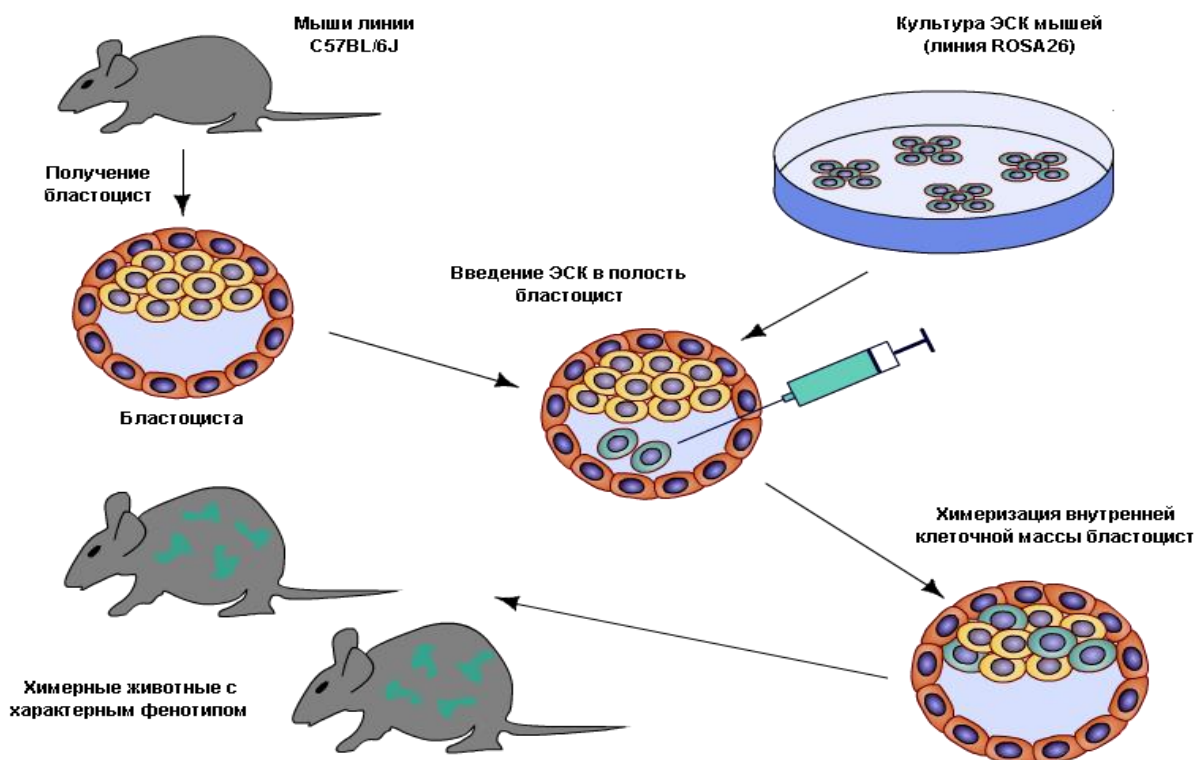 Мыши линии
C57BL/6J
Культура ЭСК мышей
(линия ROSA26)
Получение
бластоцист
Введение ЭСК в полость
бластоцист
Бластоциста
Химеризация внутренней
клеточной массы бластоцист
Химерные животные с
характерным фенотипом